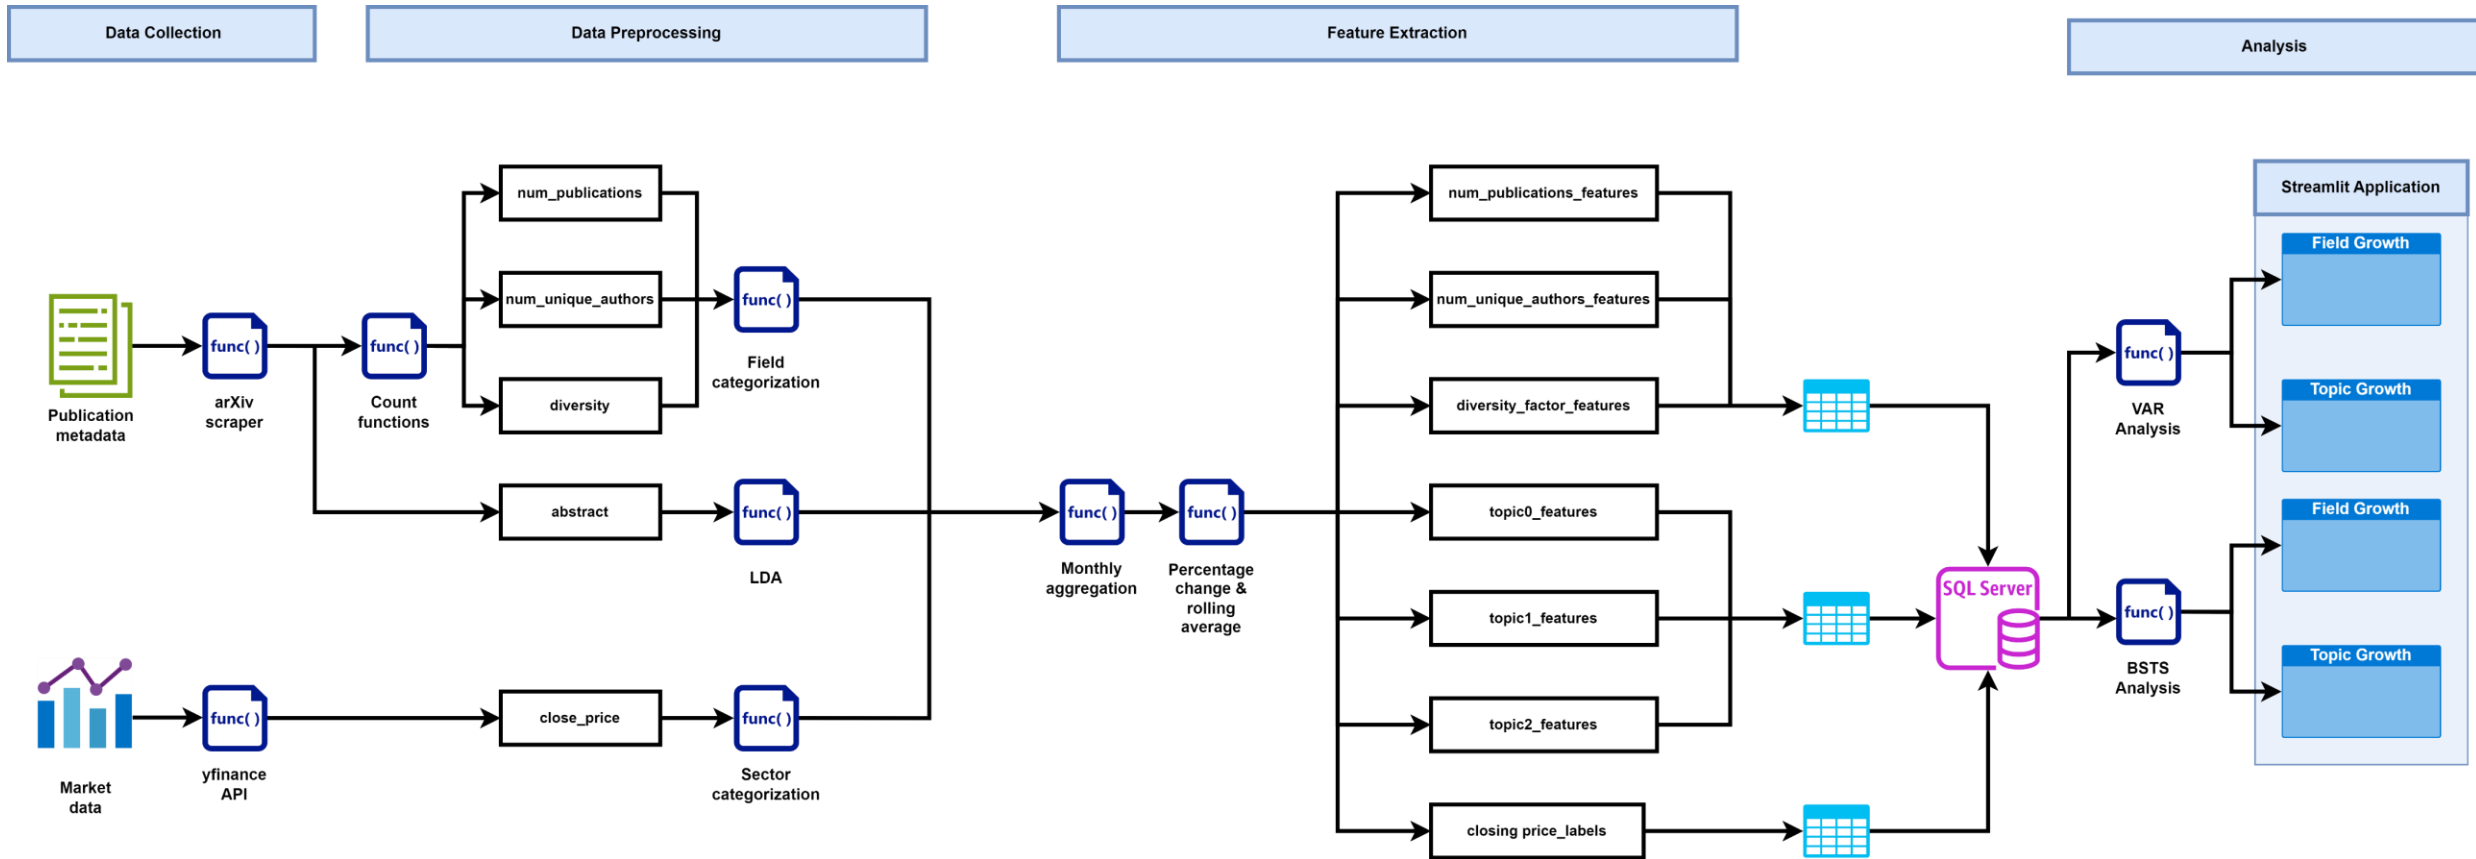 Data Collection
Data Preprocessing
Feature Extraction
Analysis
num_publications
num_unique_authors
diversity
abstract
close_price
Publication
metadata
func( )
arXiv
scraper
func( )
Count
functions
func( )
Field
categorization
func( )
LDA
Market
data
func( )
yfinance
API
func( )
Sector
categorization
func( )
Monthly
aggregation
func( )
Percentage
change &
rolling
average
num_publications_features
num_unique_authors_features
diversity_factor_features
topic0_features
topic1_features
topic2_features
closing price_labels
SQL Server
func( )
VAR
Analysis
func( )
BSTS
Analysis
Streamlit Application
Field Growth
Topic Growth
Field Growth
Topic Growth